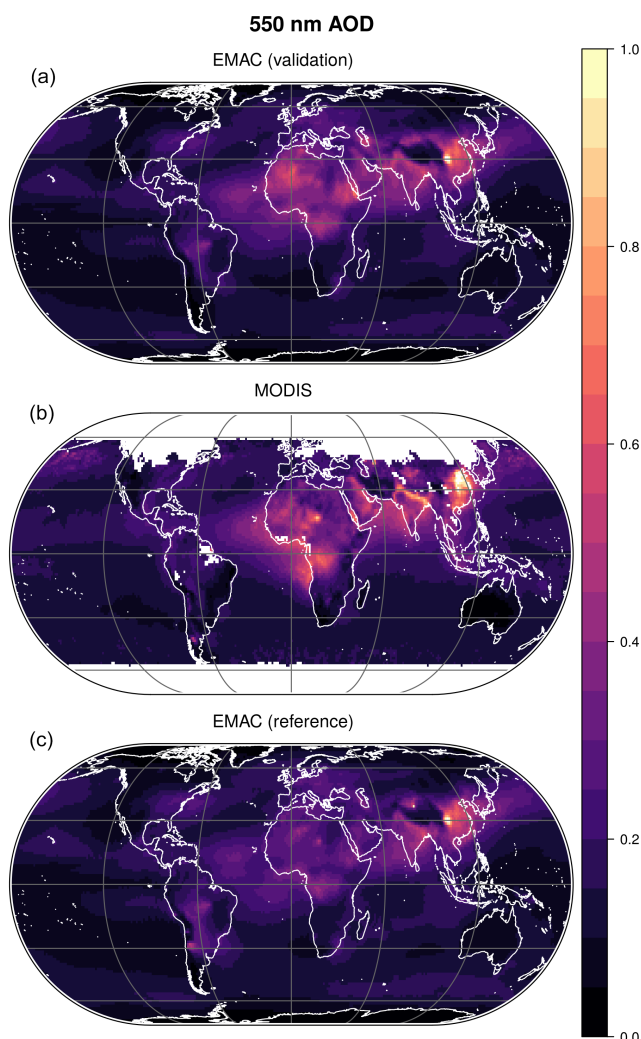 550 nm AOD
EMAC (validation)
(a)
MODIS
(b)
EMAC (reference)
(c)
1.0
0.8
0.6
0.4
0.2
0.0